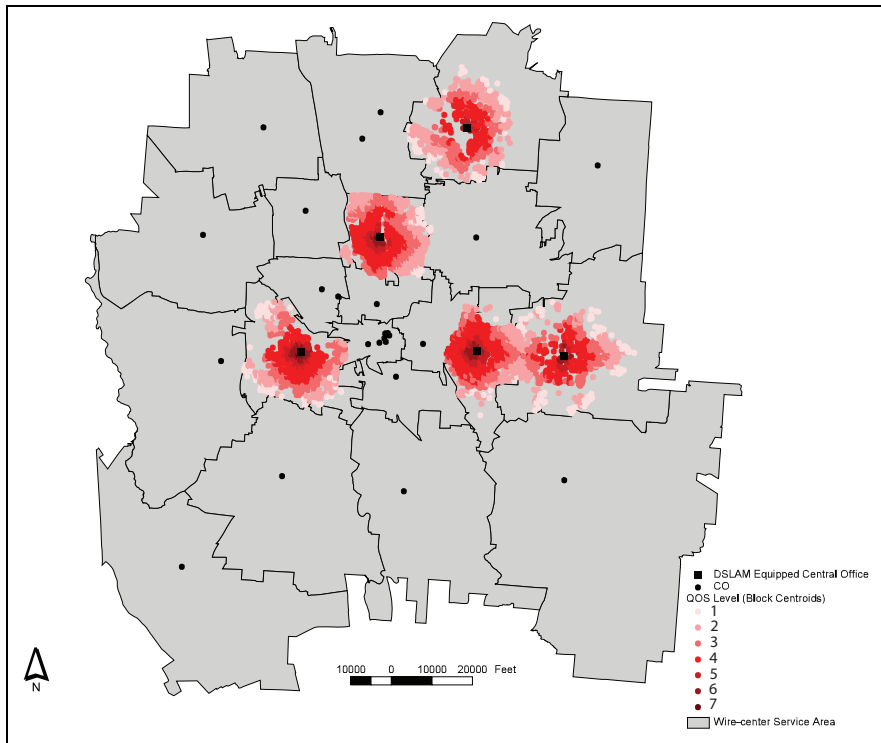 DSLAM Equipped Central Office
CO
QOS Level (Block Centroids)
1
2
3
4
5
6
7
Wire-center Service Area
N
10000 0 10000 20000 Feet